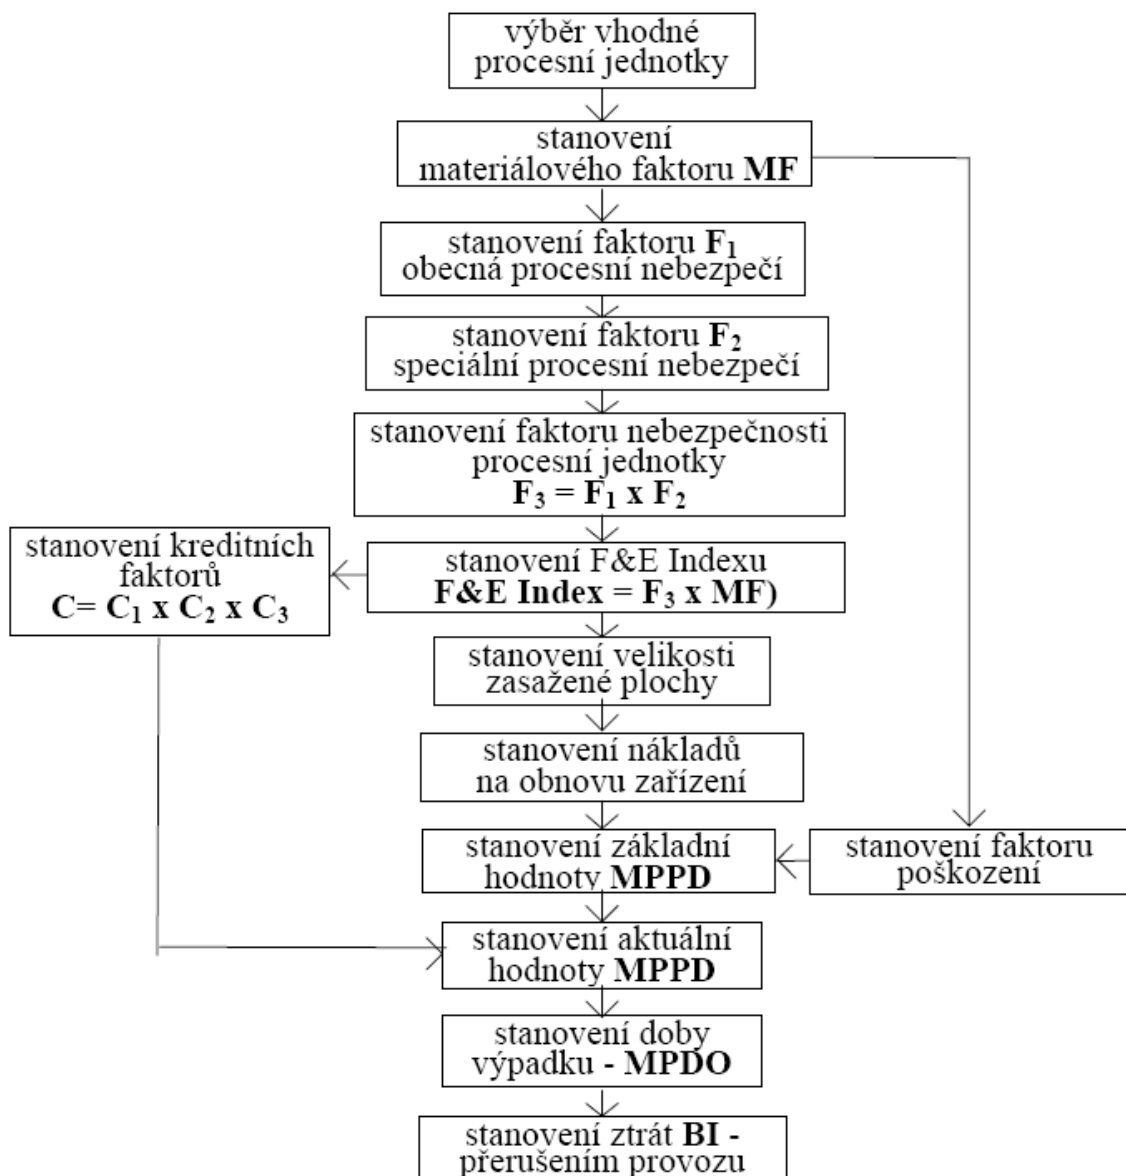 výběr vhodné
procesní jednotky
stanovení
materiálového faktoru MF
stanovení faktoru F₁
obecná procesní nebezpečí
stanovení faktoru F₂
speciální procesní nebezpečí
stanovení faktoru nebezpečnosti
procesní jednotky
F₃ = F₁ x F₂
stanovení kreditních
faktorů
C= C₁ x C₂ x C₃
stanovení F&E Indexu
F&E Index = F₃ x MF)
stanovení velikosti
zasažené plochy
stanovení nákladů
na obnovu zařízení
stanovení základní
hodnoty MPPD
stanovení faktoru
poškození
stanovení aktuální
hodnoty MPPD
stanovení doby
výpadku - MPDO
stanovení ztrát BI -
přerušením provozu